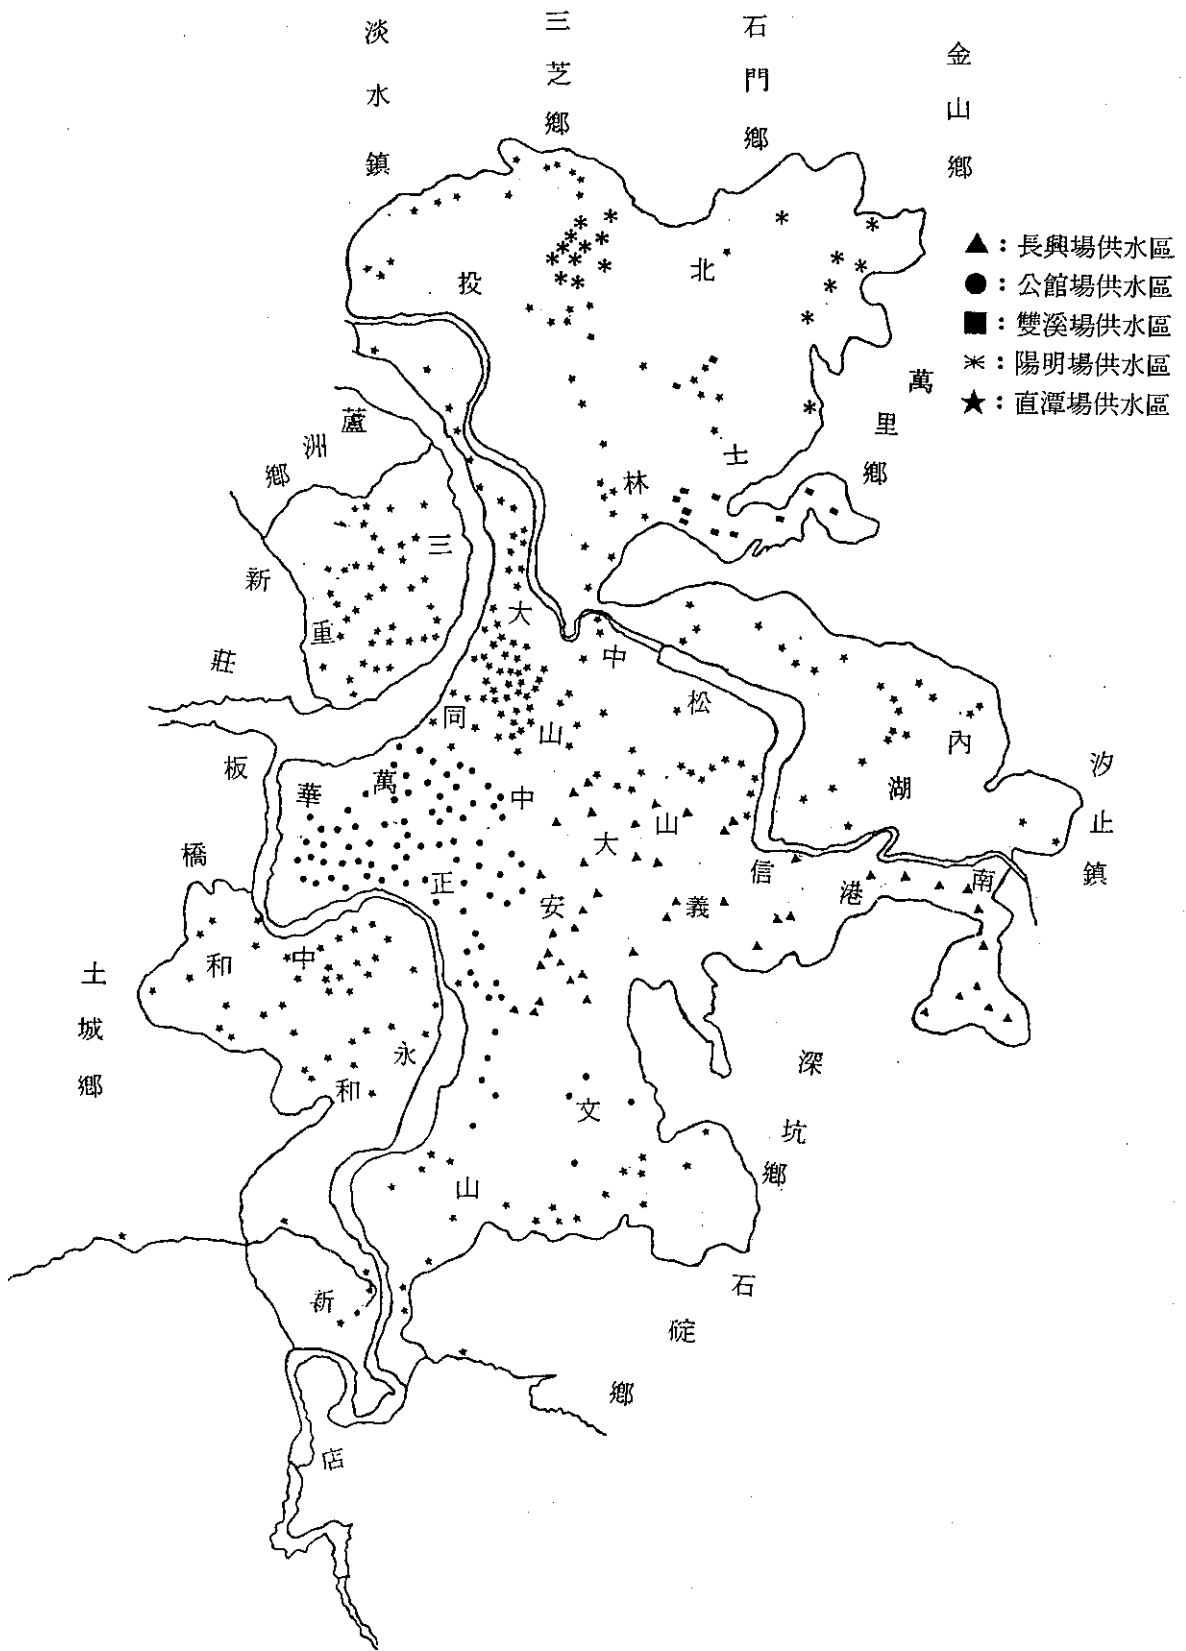 淡水鎮
三芝鄉
石門鄉
金山鄉
▲：長興場供水區
●：公館場供水區
■：雙溪場供水區
＊：陽明場供水區
★：直潭場供水區
北投
士林
萬里鄉
蘆洲鄉
三重
新莊
大同
中山
松山
內湖
汐止鎮
板橋
萬華
中正
大安
信義
南港
土城鄉
中和
永和
文山
深坑鄉
石碇鄉
新店